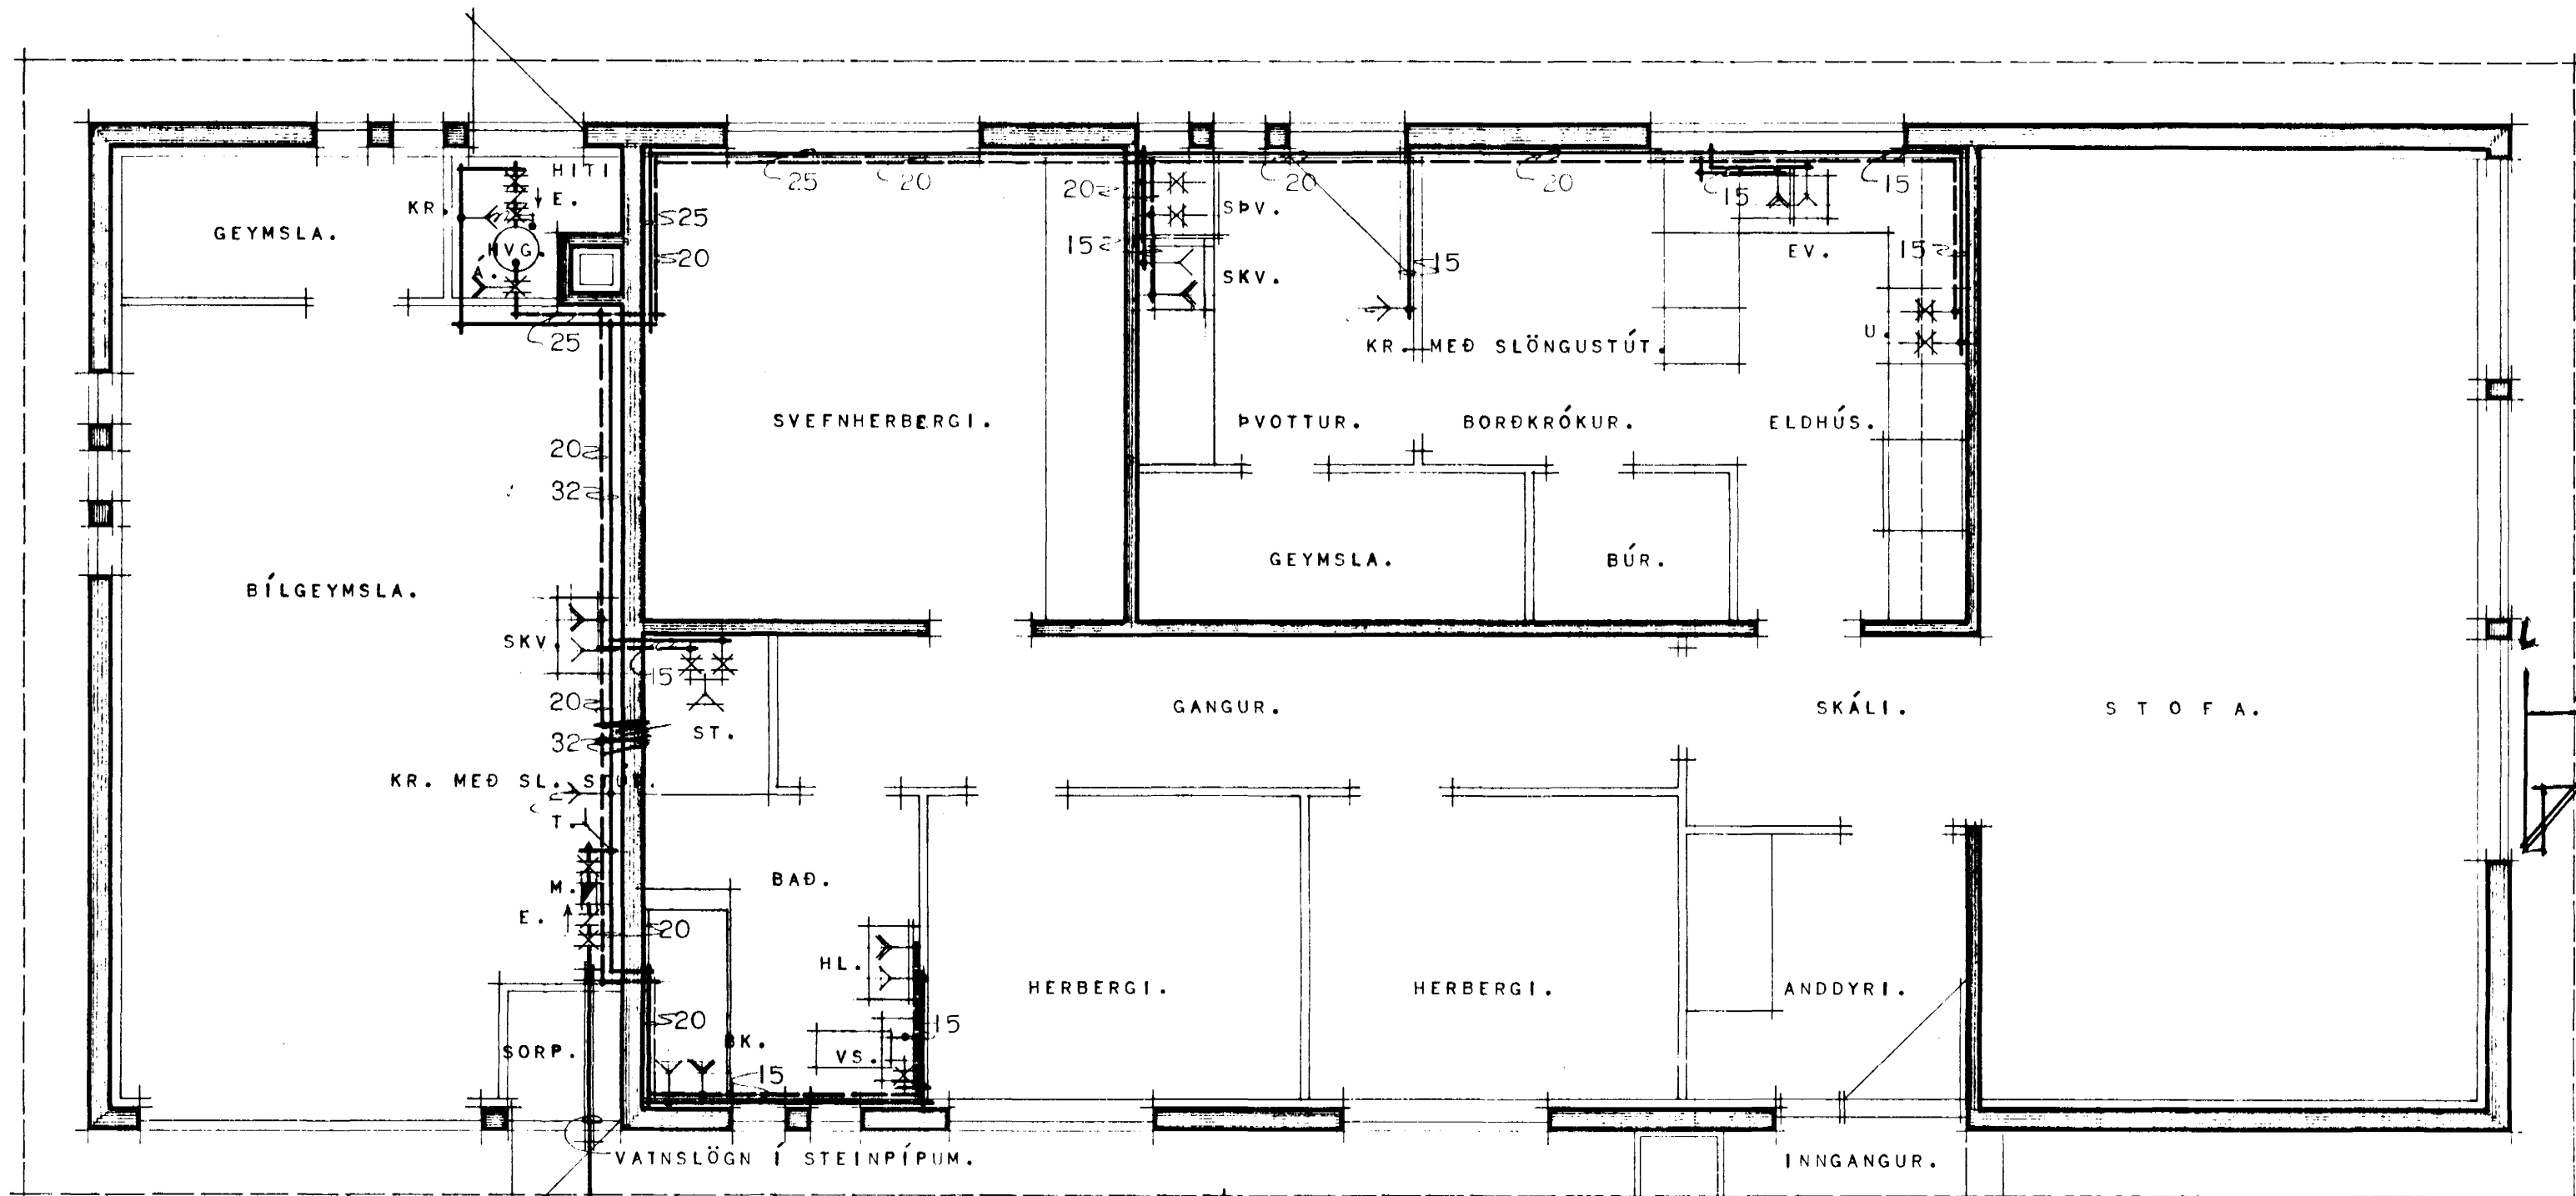 HITI
25
20
20
20
15
15
KR.
E.
20
SÞV.
25
GEYMSLA.
HVG.
15
EV.
15
Á.
20
SKV.
15
25
KR. MEÐ SLÖNGUSTÚT.
U.
SVEFNHERBERGI.
ÞVOTTUR.
BORÐKRÓKUR.
ELDHÚS.
20
32
GEYMSLA.
BÚR.
BÍLGEYMSLA.
SKV.
15
20
GANGUR.
SKÁLI.
STOFA.
ST.
32
KR. MEÐ SL.
T.
M.
BAÐ.
E.
20
HL.
HERBERGI.
HERBERGI.
ANDDYRI.
20
15
SORP.
BK.
VS.
15
VATNSLÖGN Í STEINPÍPUM.
INNGANGUR.